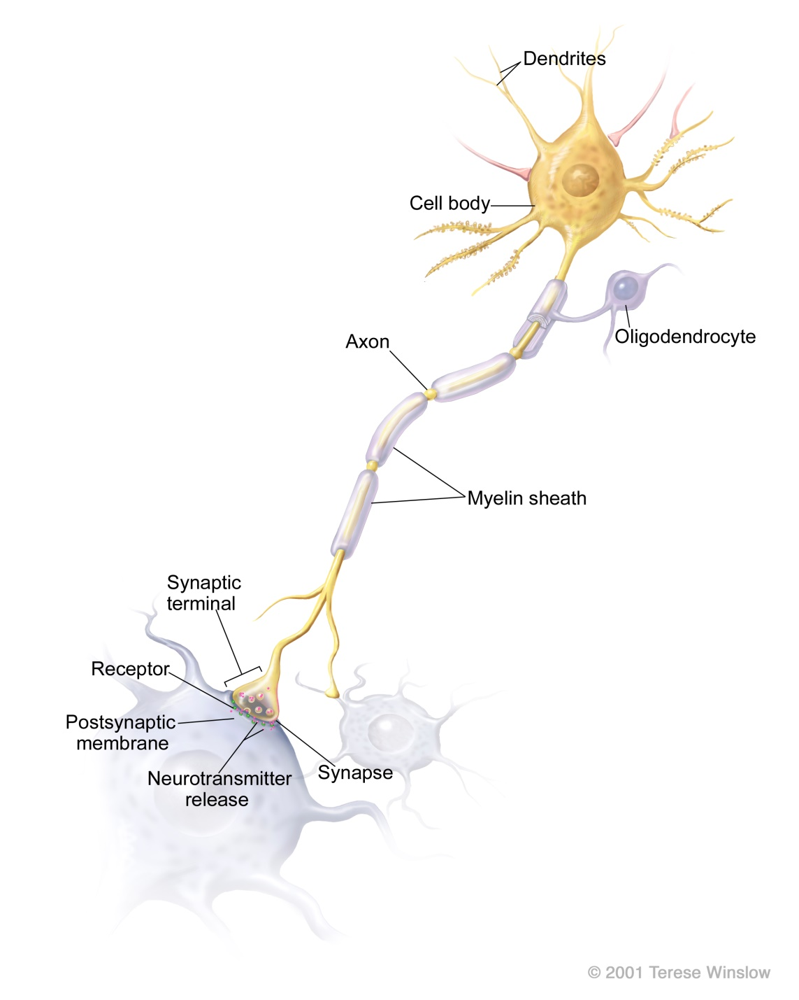 Dendrites
Cell body
Oligodendrocyte
Axon
Myelin sheath
Synaptic
terminal
Receptor
Postsynaptic
membrane
Neurotransmitter
release
Synapse
© 2001 Terese Winslow